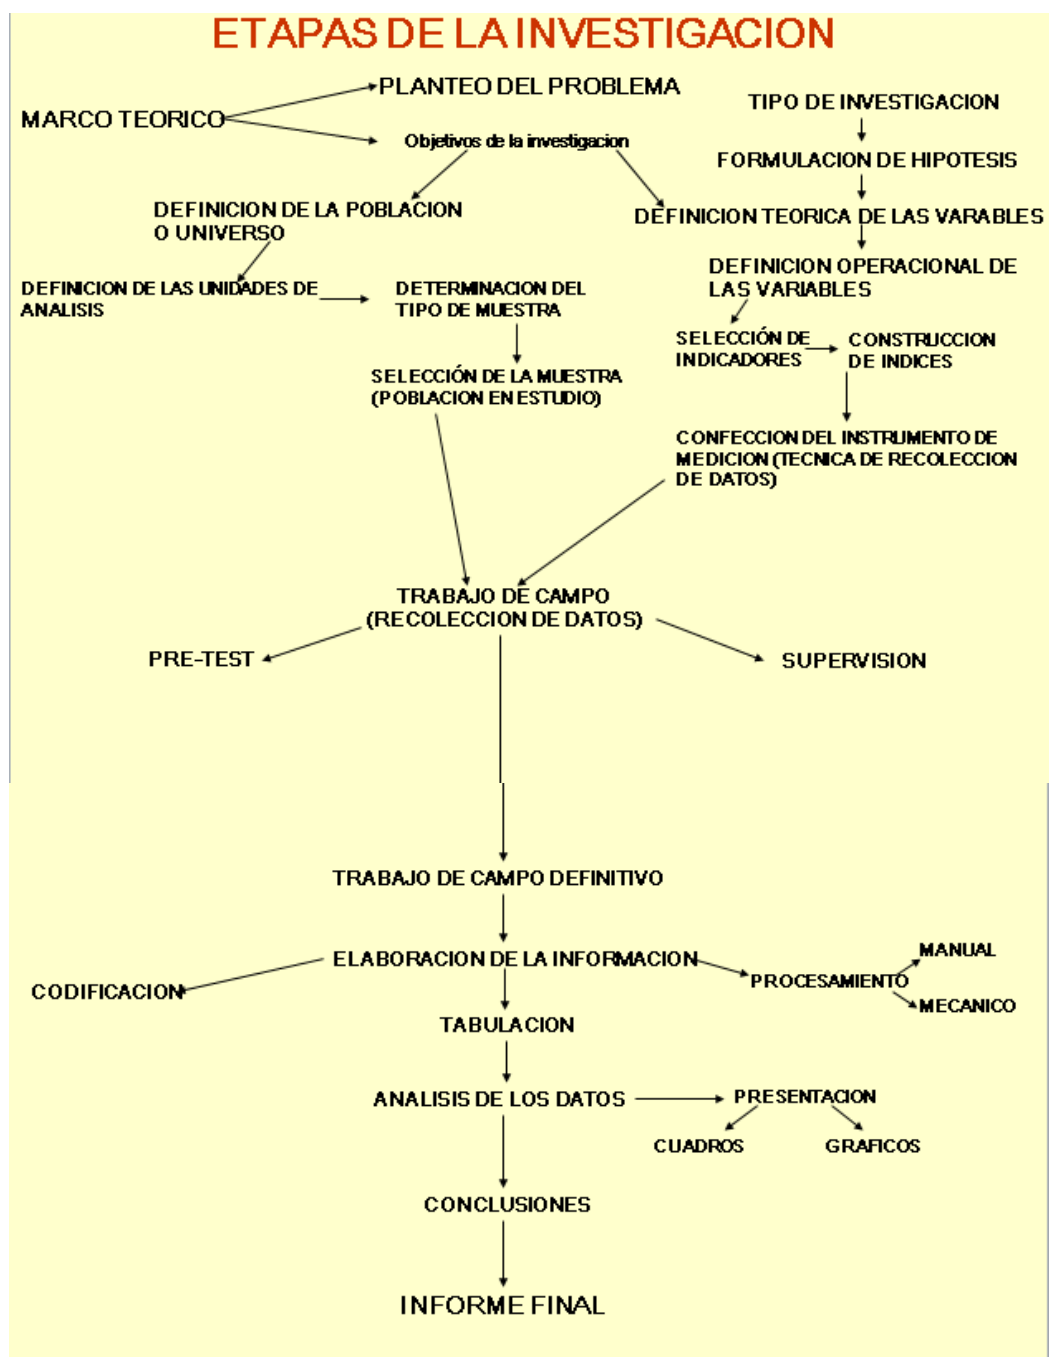 ETAPAS DE LA INVESTIGACION
PLANTEO DEL PROBLEMA
MARCO TEORICO
Objetivos de la investigacion
TIPO DE INVESTIGACION
FORMULACION DE HIPOTESIS
DEFINICION DE LA POBLACION
O UNIVERSO
DEFINICION TEORICA DE LAS VARIABLES
DEFINICION OPERACIONAL DE
LAS VARIABLES
DEFINICION DE LAS UNIDADES DE
ANALISIS
DETERMINACION DEL
TIPO DE MUESTRA
SELECCIÓN DE
INDICADORES
CONSTRUCCION
DE INDICES
SELECCIÓN DE LA MUESTRA
(POBLACION EN ESTUDIO)
CONFECCION DEL INSTRUMENTO DE
MEDICION (TECNICA DE RECOLECCION
DE DATOS)
TRABAJO DE CAMPO
(RECOLECCION DE DATOS)
PRE-TEST
SUPERVISION
TRABAJO DE CAMPO DEFINITIVO
ELABORACION DE LA INFORMACION
CODIFICACION
PROCESAMIENTO
MANUAL
MECANICO
TABULACION
ANALISIS DE LOS DATOS
PRESENTACION
CUADROS
GRAFICOS
CONCLUSIONES
INFORME FINAL